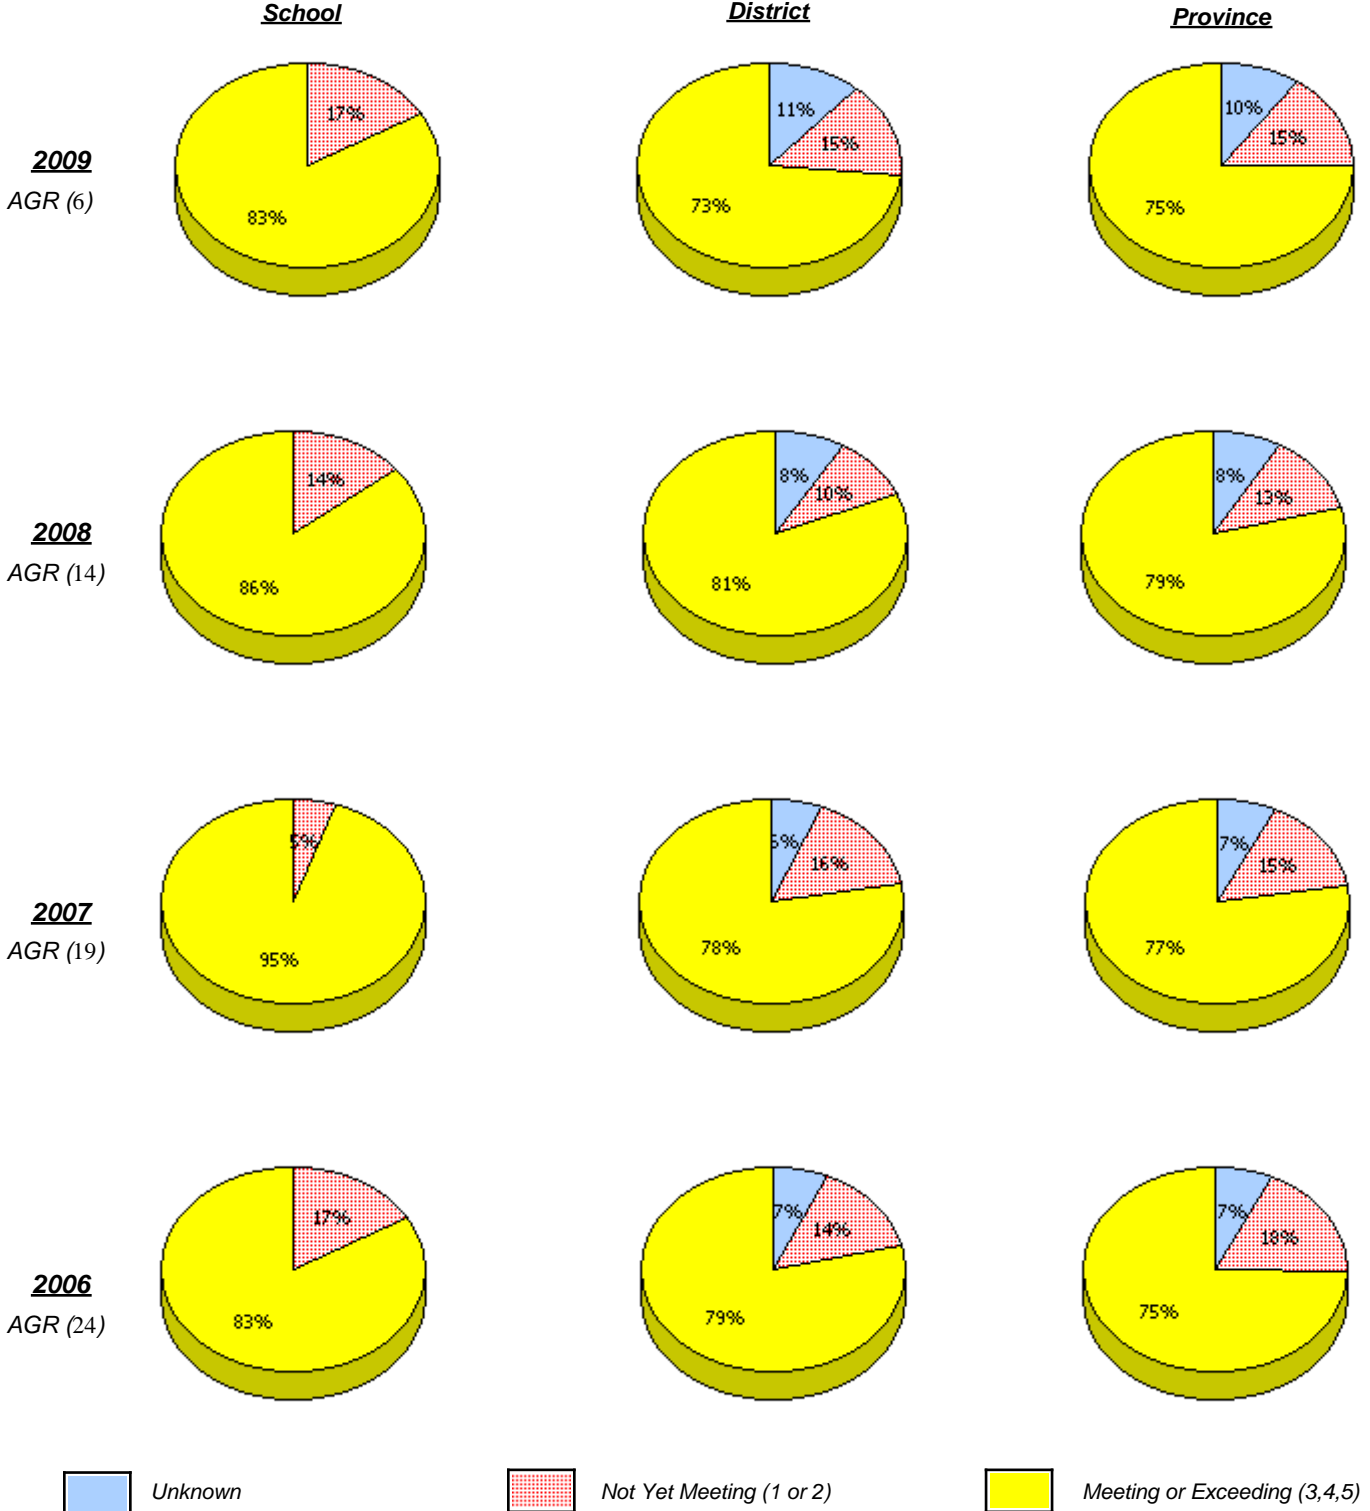 School District Province
17% 11% 10%
15% 15%
2009
AGR (6)
83% 73% 75%
14% 8% 10% 8% 13%
2008
AGR (14)
86% 81% 79%
5% 16% 7% 15%
2007
AGR (19)
95% 78% 77%
17% 7% 14% 7% 18%
2006
AGR (24)
83% 79% 75%
Unknown Not Yet Meeting (1 or 2) Meeting or Exceeding (3,4,5)